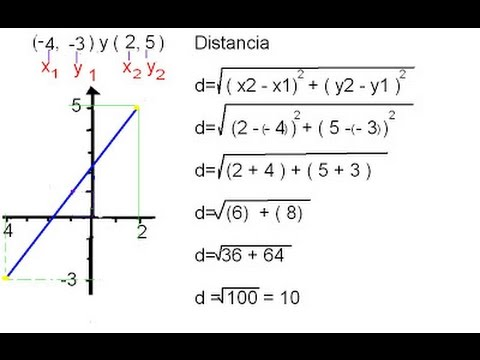 (-4, -3 ) y ( 2, 5 )
x1 y1 x2 y2
Distancia
d=√( x2 - x1)² + ( y2 - y1 )²
d=√(2 - (- 4))² + ( 5 -(- 3))²
d=√(2 + 4 ) + ( 5 + 3 )
d=√(6) + ( 8)
d=√36 + 64
d =√100 = 10
5
4
2
-3